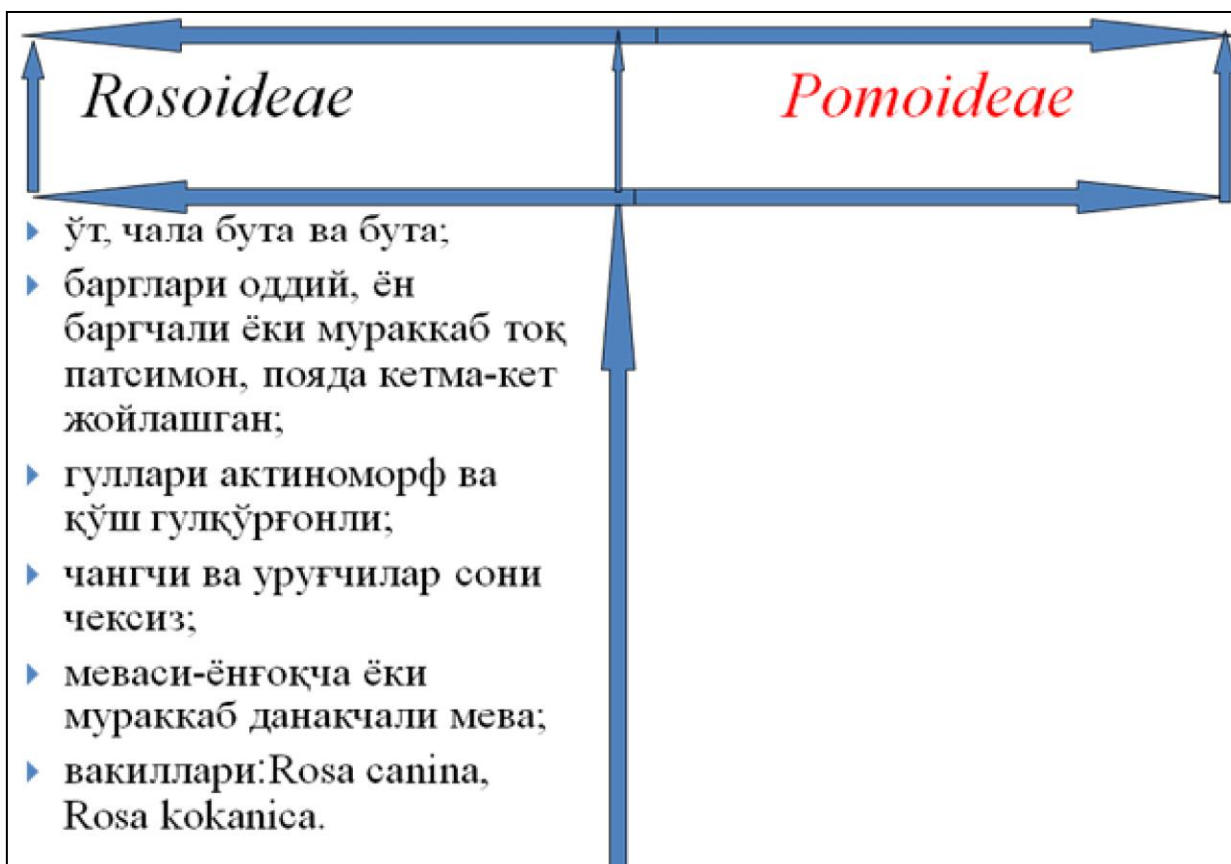 Rosoideae
Pomoideae
ўт, чала бута ва бута;
барглари оддий, ён
баргчали ёки мураккаб тоқ
патсимон, пояда кетма-кет
жойлашган;
гуллари актиноморф ва
қўш гулқўрғонли;
чангчи ва уруғчилар сони
чексиз;
меваси-ёнғоқча ёки
мураккаб данакчали мева;
вакиллари:Rosa canina,
Rosa kokanica.